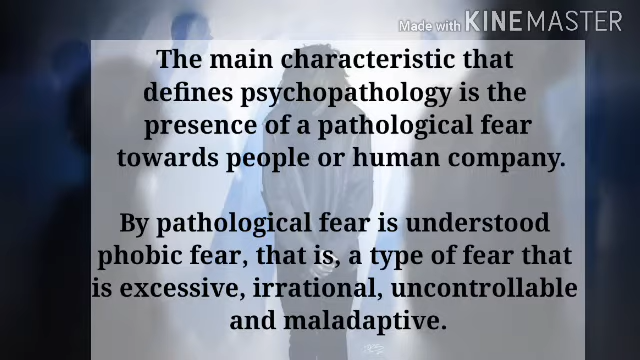 Made with KINEMASTER
The main characteristic that
defines psychopathology is the
presence of a pathological fear
towards people or human company.
By pathological fear is understood
phobic fear, that is, a type of fear that
is excessive, irrational, uncontrollable
and maladaptive.